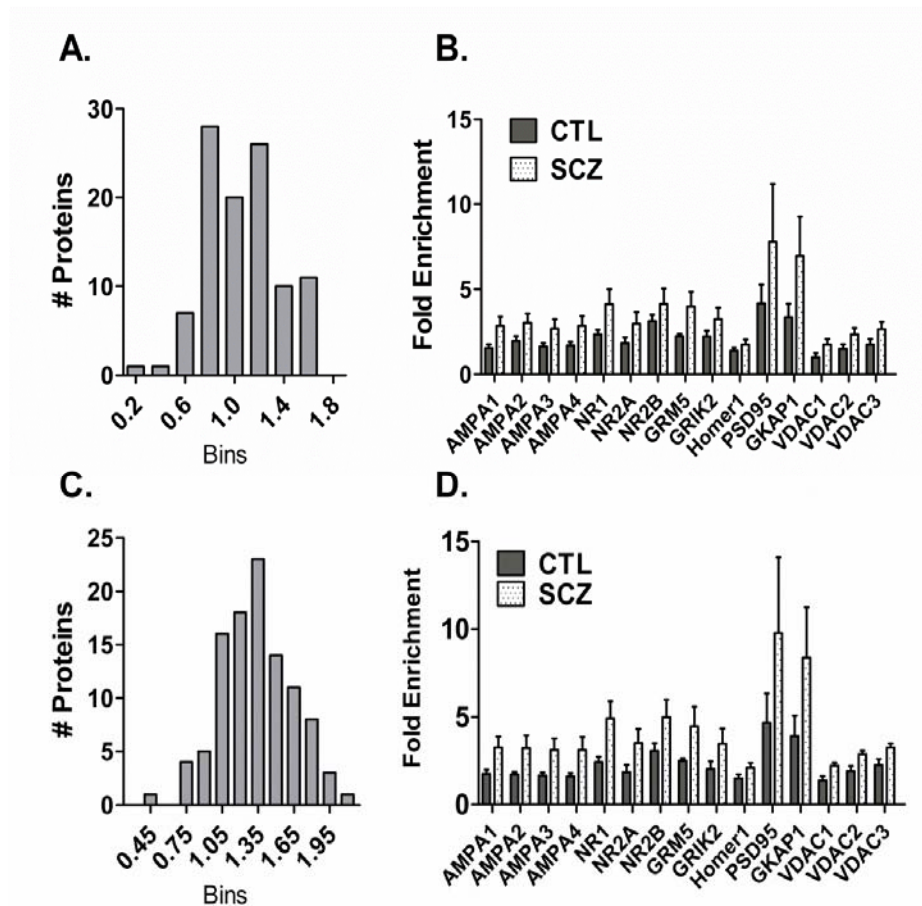 A.
30
20
10
0
# Proteins
0.2
0.6
1.0
1.4
1.8
Bins
B.
15
10
5
0
Fold Enrichment
CTL
SCZ
AMPA1
AMPA2
AMPA3
AMPA4
NR1
NR2A
NR2B
GRM5
GRIK2
Homer1
PSD95
GKAP1
VDAC1
VDAC2
VDAC3
C.
25
20
15
10
5
0
# Proteins
0.45
0.75
1.05
1.35
1.65
1.95
Bins
D.
15
10
5
0
Fold Enrichment
CTL
SCZ
AMPA1
AMPA2
AMPA3
AMPA4
NR1
NR2A
NR2B
GRM5
GRIK2
Homer1
PSD95
GKAP1
VDAC1
VDAC2
VDAC3